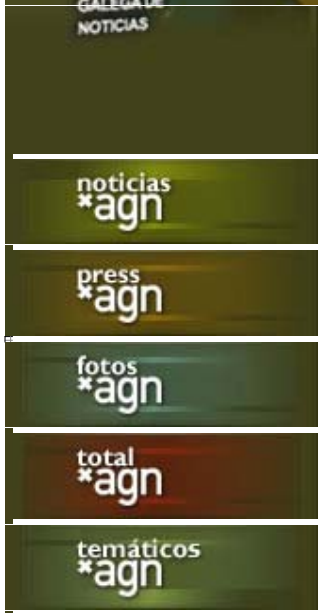 GALEGA DE
NOTICIAS
noticias
*agn
press
*agn
fotos
*agn
total
*agn
temáticos
*agn